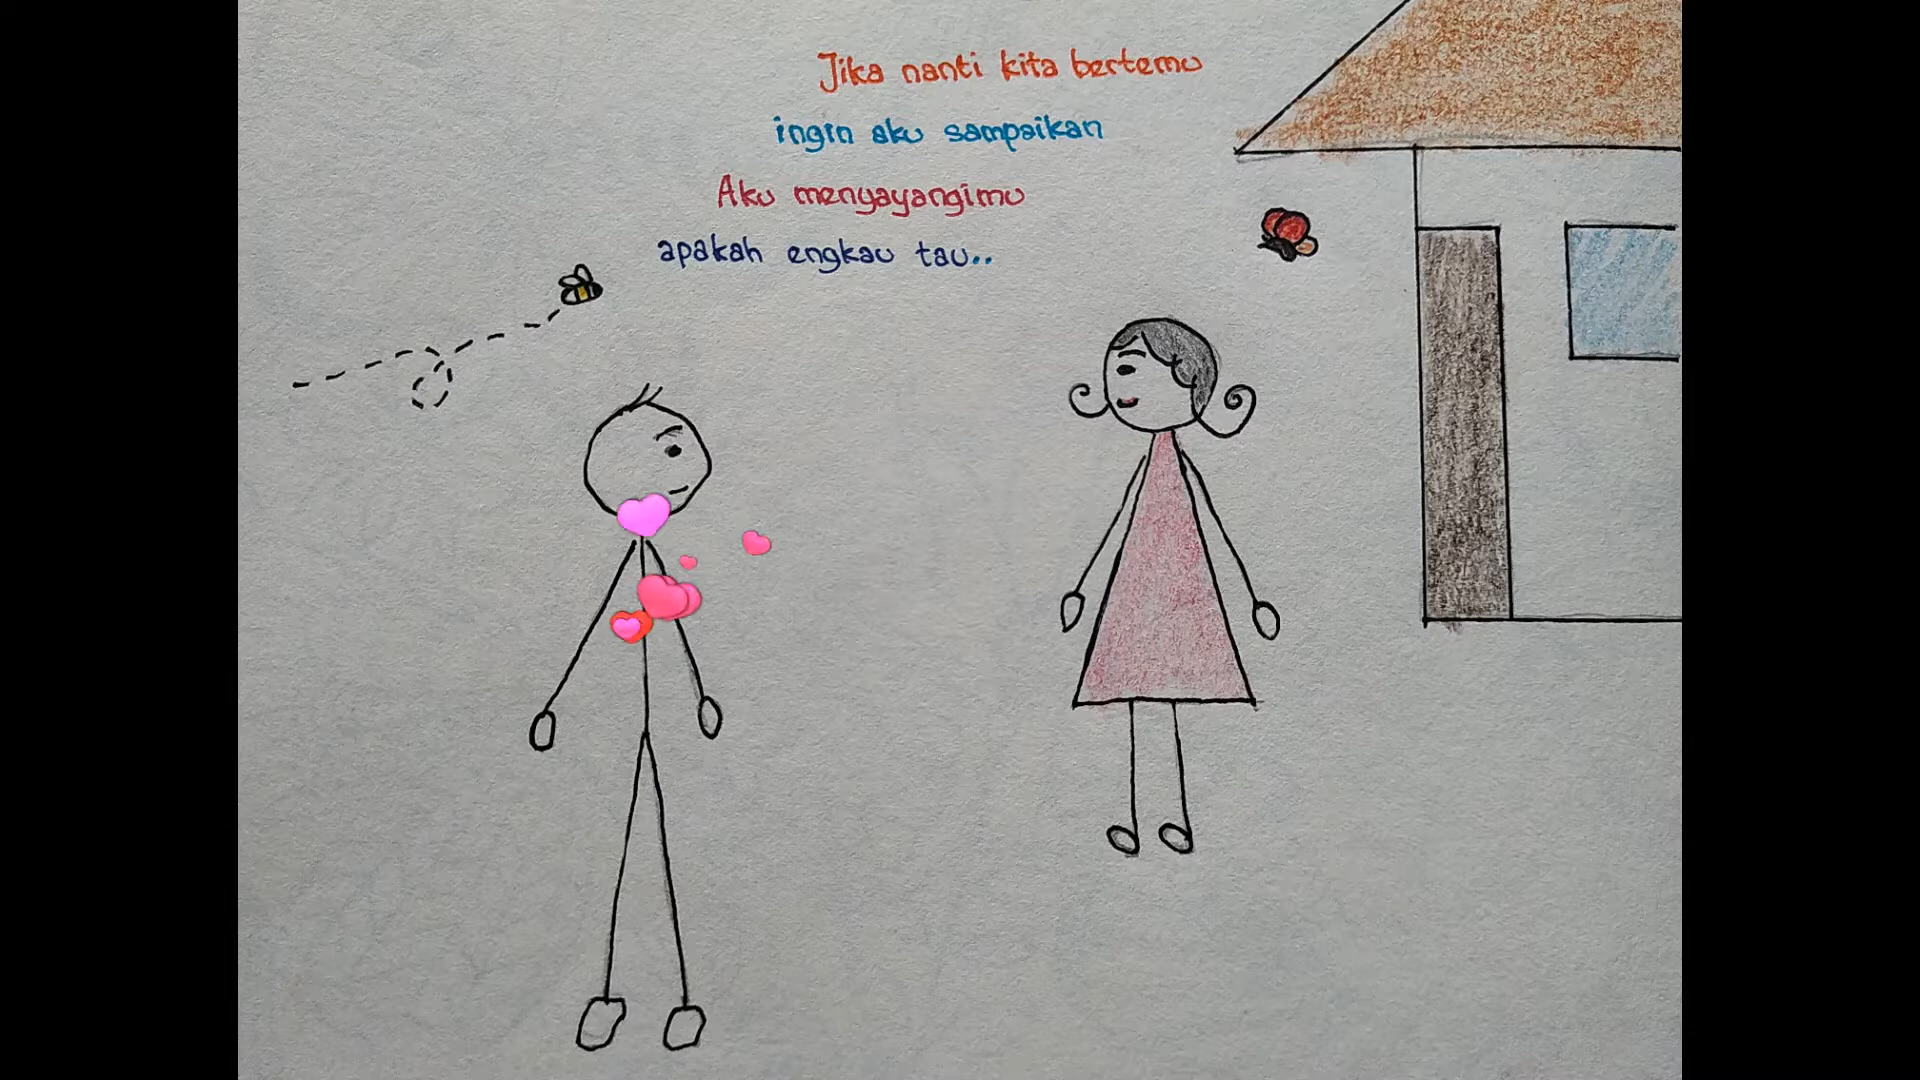 Jika nanti kita bertemu
ingin aku sampaikan
Aku menyayangimu
apakah engkau tau..